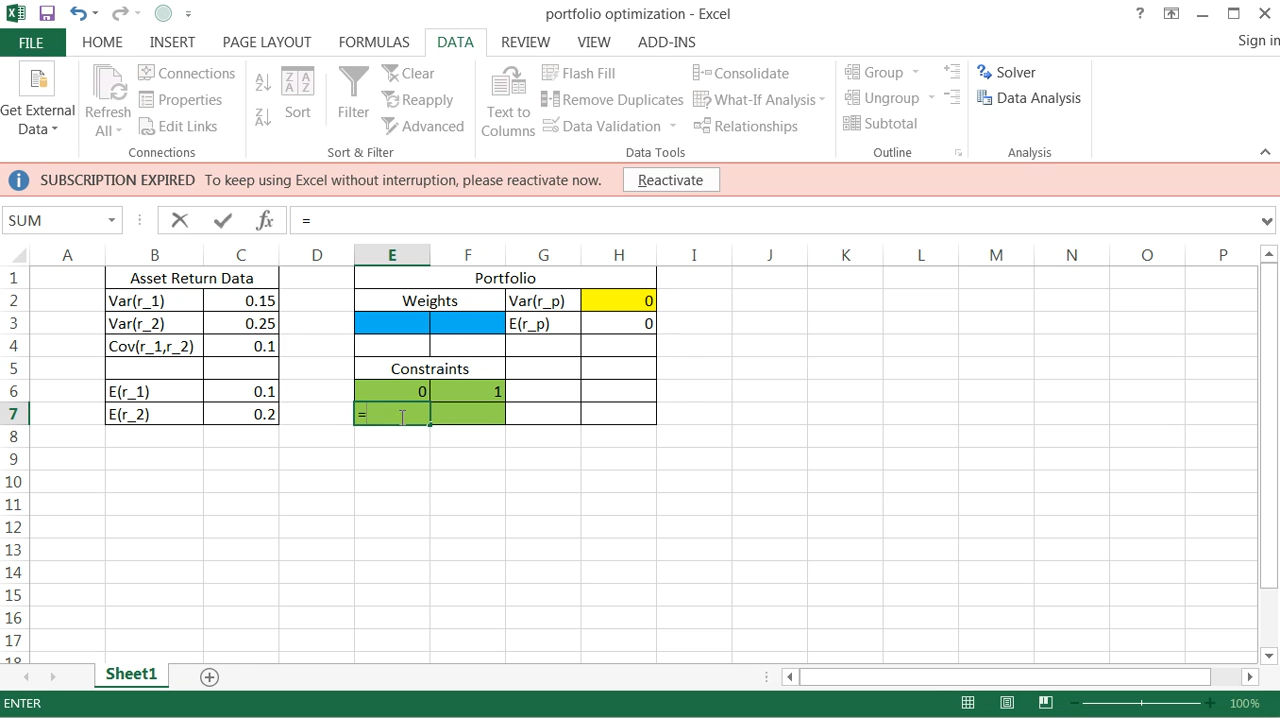 portfolio optimization - Excel
Sign in
FILE HOME INSERT PAGE LAYOUT FORMULAS DATA REVIEW VIEW ADD-INS
Get External Data
Refresh All
Connections
Properties
Edit Links
Connections
Sort
Filter
Clear
Reapply
Advanced
Sort & Filter
Text to Columns
Flash Fill
Remove Duplicates
Data Validation
Consolidate
What-If Analysis
Relationships
Data Tools
Group
Ungroup
Subtotal
Outline
Solver
Data Analysis
Analysis
SUBSCRIPTION EXPIRED To keep using Excel without interruption, please reactivate now. Reactivate
SUM fx =
A B C D E F G H I J K L M N O P
1 Asset Return Data Portfolio
2 Var(r_1) 0.15 Weights Var(r_p) 0
3 Var(r_2) 0.25 E(r_p) 0
4 Cov(r_1,r_2) 0.1
5 Constraints
6 E(r_1) 0.1 0 1
7 E(r_2) 0.2 =
8
9
10
11
12
13
14
15
16
17
18
Sheet1
ENTER 100%